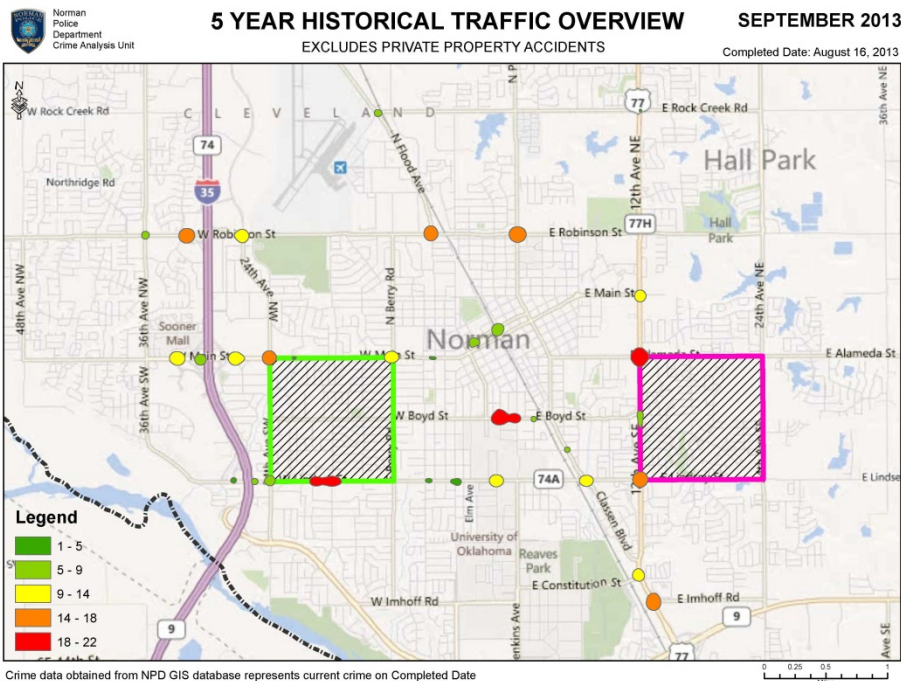 Norman
Police
Department
Crime Analysis Unit
5 YEAR HISTORICAL TRAFFIC OVERVIEW
EXCLUDES PRIVATE PROPERTY ACCIDENTS
SEPTEMBER 2013
Completed Date: August 16, 2013
N
W Rock Creek Rd
CLEVELAND
N Flood Ave
77
E Rock Creek Rd
36th Ave NE
74
35
Northridge Rd
12th Ave NE
Hall Park
77H
Hall
Park
W Robinson St
E Robinson St
24th Ave NW
48th Ave NW
36th Ave NW
N Berry Rd
E Main St
24th Ave NE
Sooner
Mall
Norman
W Main St
E Alameda St
36th Ave SW
W Boyd St
E Boyd St
12th Ave SE
74A
Elm Ave
Classen Blvd
University of
Oklahoma
Reaves
Park
E Constitution St
W Imhoff Rd
E Imhoff Rd
9
9
77
Legend
1 - 5
5 - 9
9 - 14
14 - 18
18 - 22
Crime data obtained from NPD GIS database represents current crime on Completed Date
0 0.25 0.5 1